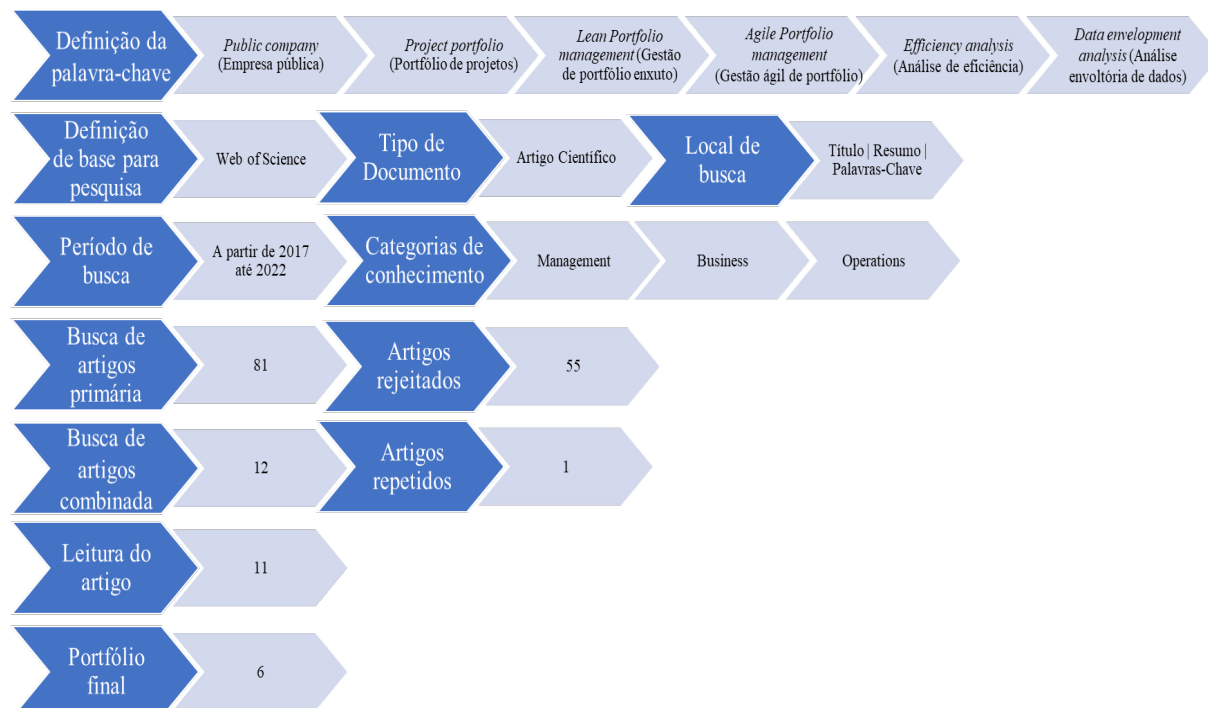 Definição da
palavra-chave
Public company
(Empresa pública)
Project portfolio
(Portfólio de projetos)
Lean Portfolio
management (Gestão
de portfólio enxuto)
Agile Portfolio
management
(Gestão ágil de portfólio)
Efficiency analysis
(Análise de eficiência)
Data envelopment
analysis (Análise
envoltória de dados)
Definição
de base para
pesquisa
Web of Science
Tipo de
Documento
Artigo Científico
Local de
busca
Título | Resumo |
Palavras-Chave
Período de
busca
A partir de 2017
até 2022
Categorias de
conhecimento
Management
Business
Operations
Busca de
artigos
primária
81
Artigos
rejeitados
55
Busca de
artigos
combinada
12
Artigos
repetidos
1
Leitura do
artigo
11
Portfólio
final
6